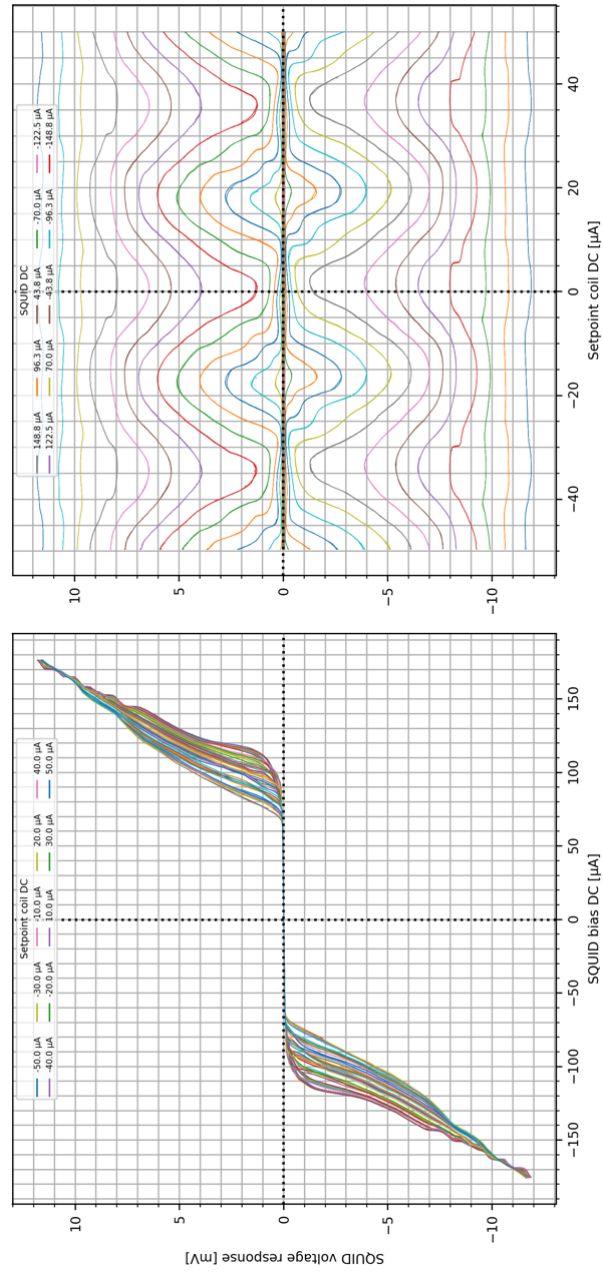 SQUID voltage response [mV]
Setpoint coil DC
-50.0 µA -30.0 µA -10.0 µA 20.0 µA 40.0 µA
-40.0 µA -20.0 µA 10.0 µA 30.0 µA 50.0 µA
10
5
0
−5
−10
−150 −100 −50 0 50 100 150
SQUID bias DC [µA]
SQUID DC
148.8 µA 96.3 µA 43.8 µA -70.0 µA -122.5 µA
122.5 µA 70.0 µA -43.8 µA -96.3 µA -148.8 µA
10
5
0
−5
−10
−40 −20 0 20 40
Setpoint coil DC [µA]